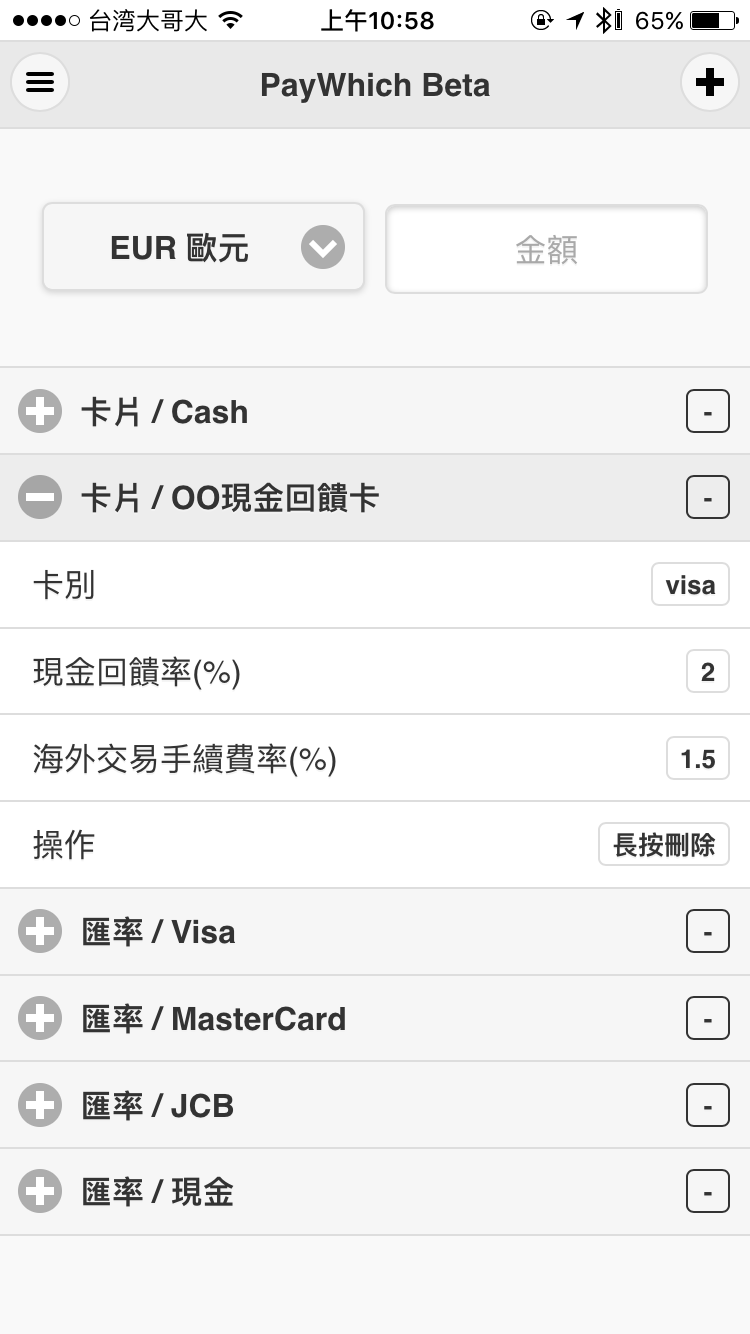 台湾大哥大 上午10:58 65%
PayWhich Beta
EUR 歐元 金額
卡片 / Cash -
卡片 / OO現金回饋卡 -
卡別 visa
現金回饋率(%) 2
海外交易手續費率(%) 1.5
操作 長按刪除
匯率 / Visa -
匯率 / MasterCard -
匯率 / JCB -
匯率 / 現金 -